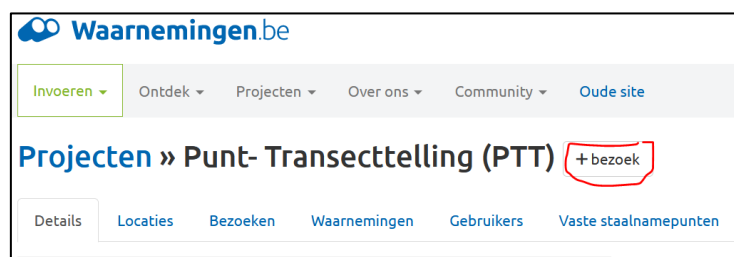 Waarnemingen.be
Invoeren Ontdek Projecten Over ons Community Oude site
Projecten » Punt- Transecttelling (PTT) + bezoek
Details Locaties Bezoeken Waarnemingen Gebruikers Vaste staalnamepunten